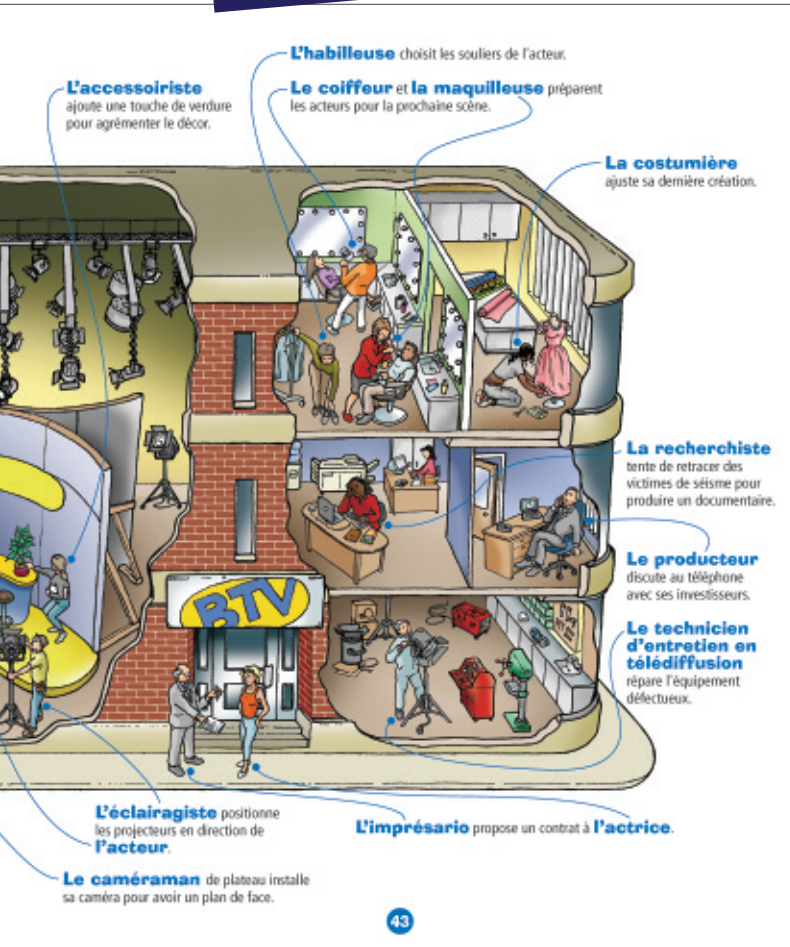 L'habilleuse choisit les souliers de l'acteur.
L'accessoiriste
ajoute une touche de verdure
pour agrémenter le décor.
Le coiffeur et la maquilleuse préparent
les acteurs pour la prochaine scène.
La costumière
ajuste sa dernière création.
La recherchiste
tente de retracer des
victimes de séisme pour
produire un documentaire.
Le producteur
discute au téléphone
avec ses investisseurs.
Le technicien
d'entretien en
télédiffusion
répare l'équipement
défectueux.
BTV
L'éclairagiste positionne
les projecteurs en direction de
l'acteur.
L'imprésario propose un contrat à l'actrice.
Le caméraman de plateau installe
sa caméra pour avoir un plan de face.
43